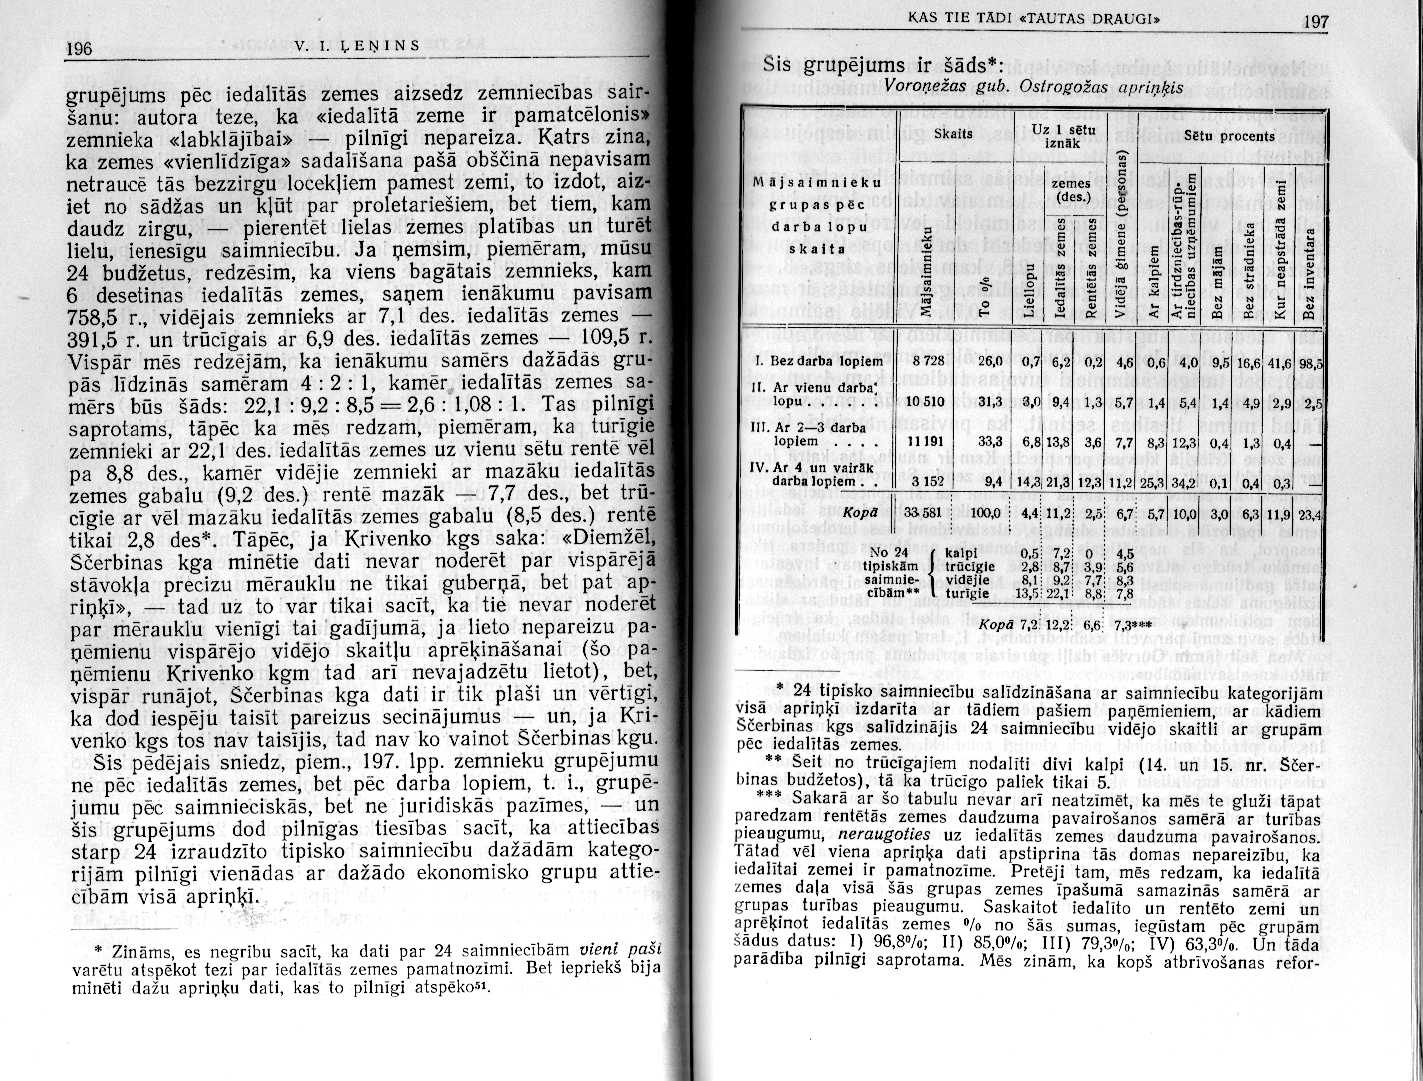 196
V. I. ĻEŅINS
grupējums pēc iedalītās zemes aizsedz zemniecības sair-
šanu: autora teze, ka «iedalītā zeme ir pamatcēlonis»
zemnieka «labklājībai» — pilnīgi nepareiza. Katrs zina,
ka zemes «vienlīdzīga» sadalīšana pašā obščinā nepavisam
netraucē tās bezzirgu locekļiem pamest zemi, to izdot, aiz-
iet no sādžas un kļūt par proletariešiem, bet tiem, kam
daudz zirgu, — pierentēt lielas zemes platības un turēt
lielu, ienesīgu saimniecību. Ja ņemsim, piemēram, mūsu
24 budžetus, redzēsim, ka viens bagātais zemnieks, kam
6 desetinas iedalītās zemes, saņem ienākumu pavisam
758,5 r., vidējais zemnieks ar 7,1 des. iedalītās zemes —
391,5 r. un trūcīgais ar 6,9 des. iedalītās zemes — 109,5 r.
Vispār mēs redzējām, ka ienākumu samērs dažādās gru-
pās līdzinās samēram 4 : 2 : 1, kamēr iedalītās zemes sa-
mērs būs šāds: 22,1 : 9,2 : 8,5 = 2,6 : 1,08 : 1. Tas pilnīgi
saprotams, tāpēc ka mēs redzam, piemēram, ka turīgie
zemnieki ar 22,1 des. iedalītās zemes uz vienu sētu rentē vēl
pa 8,8 des., kamēr vidējie zemnieki ar mazāku iedalītās
zemes gabalu (9,2 des.) rentē mazāk — 7,7 des., bet trū-
cīgie ar vēl mazāku iedalītās zemes gabalu (8,5 des.) rentē
tikai 2,8 des*. Tāpēc, ja Krivenko kgs saka: «Diemžēl,
Ščerbinas kga minētie dati nevar noderēt par vispārējā
stāvokļa precizu mērauklu ne tikai guberņā, bet pat ap-
riņķī», — tad uz to var tikai sacīt, ka tie nevar noderēt
par mērauklu vienīgi tai gadījumā, ja lieto nepareizu pa-
ņēmienu vispārējo vidējo skaitļu aprēķināšanai (šo pa-
ņēmienu Krivenko kgm tad arī nevajadzētu lietot), bet,
vispār runājot, Ščerbinas kga dati ir tik plaši un vērtīgi,
ka dod iespēju taisīt pareizus secinājumus — un, ja Kri-
venko kgs tos nav taisījis, tad nav ko vainot Ščerbinas kgu.
Šis pēdējais sniedz, piem., 197. lpp. zemnieku grupējumu
ne pēc iedalītās zemes, bet pēc darba lopiem, t. i., grupē-
jumu pēc saimnieciskās, bet ne juridiskās pazīmes, — un
šis grupējums dod pilnīgas tiesības sacīt, ka attiecības
starp 24 izraudzīto tipisko saimniecību dažādām katego-
rijām pilnīgi vienādas ar dažādo ekonomisko grupu attie-
cībām visā apriņķī.
* Zināms, es negribu sacīt, ka dati par 24 saimniecībām vieni paši
varētu atspēkot tezi par iedalītās zemes pamatnozīmi. Bet iepriekš bija
minēti dažu apriņķu dati, kas to pilnīgi atspēko⁵¹.
KAS TIE TĀDI «TAUTAS DRAUGI»
197
Šis grupējums ir šāds*:
Voroņežas gub. Ostrogožas apriņķis
Mājsaimnieku
grupas pēc
darba lopu
skaita
Skaits
Uz 1 sētu
iznāk
Sētu procents
zemes
(des.)
Mājsaimnieku
To %
Liellopu
Iedalītās zemes
Rentētās zemes
Vidējā ģimene (personas)
Ar kalpiem
Ar tirdzniecības-rūp-
niecības uzņēmumiem
Bez mājām
Bez strādnieka
Kur neapstrādā zemi
Bez inventara
I. Bez darba lopiem 8 728 26,0 0,7 6,2 0,2 4,6 0,6 4,0 9,5 16,6 41,6 98,5
II. Ar vienu darba
lopu . . . . . . 10 510 31,3 3,0 9,4 1,3 5,7 1,4 5,4 1,4 4,9 2,9 2,5
III. Ar 2—3 darba
lopiem . . . . 11 191 33,3 6,8 13,8 3,6 7,7 8,3 12,3 0,4 1,3 0,4 —
IV. Ar 4 un vairāk
darba lopiem . . 3 152 9,4 14,3 21,3 12,3 11,2 25,3 34,2 0,1 0,4 0,3 —
Kopā 33 581 100,0 4,4 11,2 2,5 6,7 5,7 10,0 3,0 6,3 11,9 23,4
No 24 kalpi 0,5 7,2 0 4,5
tipiskām trūcīgie 2,8 8,7 3,9 5,6
saimnie- vidējie 8,1 9,2 7,7 8,3
cībām** turīgie 13,5 22,1 8,8 7,8
Kopā 7,2 12,2 6,6 7,3***
* 24 tipisko saimniecību salīdzināšana ar saimniecību kategorijām
visā apriņķī izdarīta ar tādiem pašiem paņēmieniem, ar kādiem
Ščerbinas kgs salīdzinājis 24 saimniecību vidējo skaitli ar grupām
pēc iedalītās zemes.
** Šeit no trūcīgajiem nodalīti divi kalpi (14. un 15. nr. Ščer-
binas budžetos), tā ka trūcīgo paliek tikai 5.
*** Sakarā ar šo tabulu nevar arī neatzīmēt, ka mēs te gluži tāpat
paredzam rentētās zemes daudzuma pavairošanos samērā ar turības
pieaugumu, neraugoties uz iedalītās zemes daudzuma pavairošanos.
Tātad vēl viena apriņķa dati apstiprina tās domas nepareizību, ka
iedalītai zemei ir pamatnozīme. Pretēji tam, mēs redzam, ka iedalītā
zemes daļa visā šās grupas zemes īpašumā samazinās samērā ar
grupas turības pieaugumu. Saskaitot iedalīto un rentēto zemi un
aprēķinot iedalītās zemes % no šās sumas, iegūstam pēc grupām
šādus datus: I) 96,8%; II) 85,0%; III) 79,3%; IV) 63,3%. Un tāda
parādība pilnīgi saprotama. Mēs zinām, ka kopš atbrīvošanas refor-